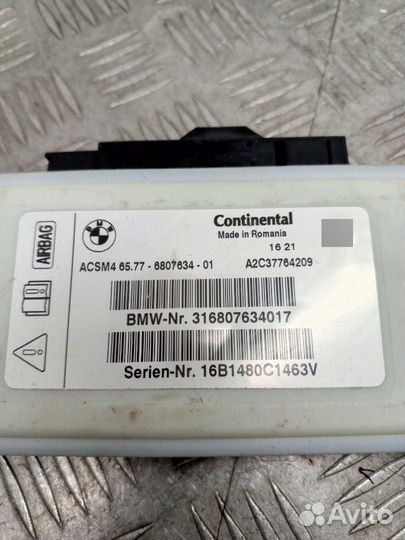 BMW
Continental
Made in Romania
16 21
AIRBAG
ACSM4 65.77 - 6807634 - 01 A2C37764209
BMW-Nr. 316807634017
Serien-Nr. 16B1480C1463V
i
Avito